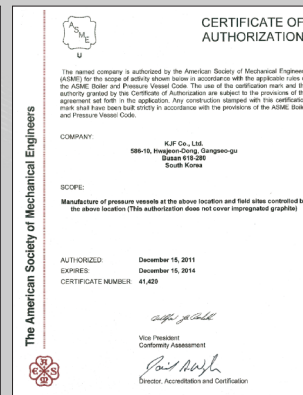 CERTIFICATE OF
AUTHORIZATION
ASME
U
The named company is authorized by the American Society of Mechanical Engineers
(ASME) for the scope of activity shown below in accordance with the applicable rules
the ASME Boiler and Pressure Vessel Code. The use of the certification mark and th
authority granted by this Certificate of Authorization are subject to the provisions of th
agreement set forth in the application. Any construction stamped with this certificatio
mark shall have been built strictly in accordance with the provisions of the ASME Boile
and Pressure Vessel Code.
COMPANY:
KJF Co., Ltd.
586-10, Hwajeon-Dong, Gangseo-gu
Busan 618-280
South Korea
SCOPE:
Manufacture of pressure vessels at the above location and field sites controlled b
the above location (This authorization does not cover impregnated graphite)
AUTHORIZED: December 15, 2011
EXPIRES: December 15, 2014
CERTIFICATE NUMBER: 41,429
Vice President
Conformity Assessment
Director, Accreditation and Certification
The American Society of Mechanical Engineers